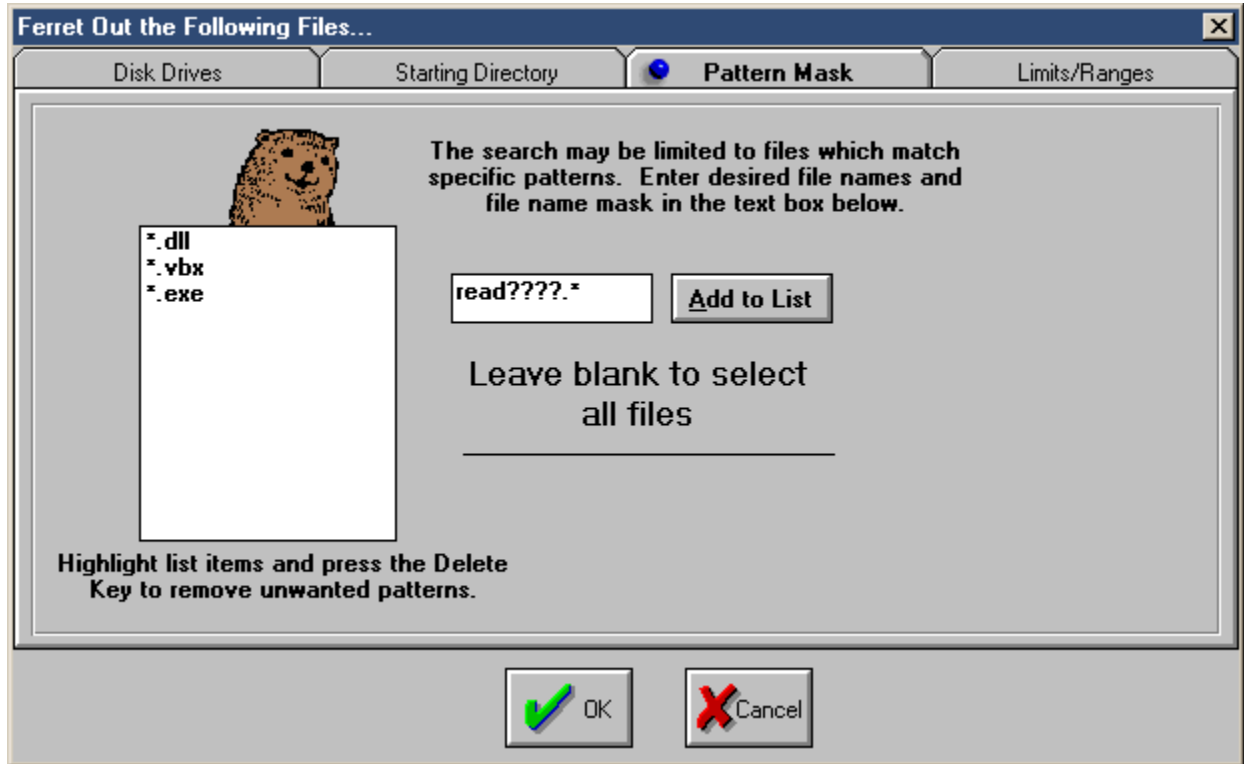 Ferret Out the Following Files...
Disk Drives
Starting Directory
Pattern Mask
Limits/Ranges
The search may be limited to files which match
specific patterns.  Enter desired file names and
file name mask in the text box below.
*.dll
*.vbx
*.exe
read????.*
Add to List
Leave blank to select
all files
Highlight list items and press the Delete
Key to remove unwanted patterns.
OK
Cancel